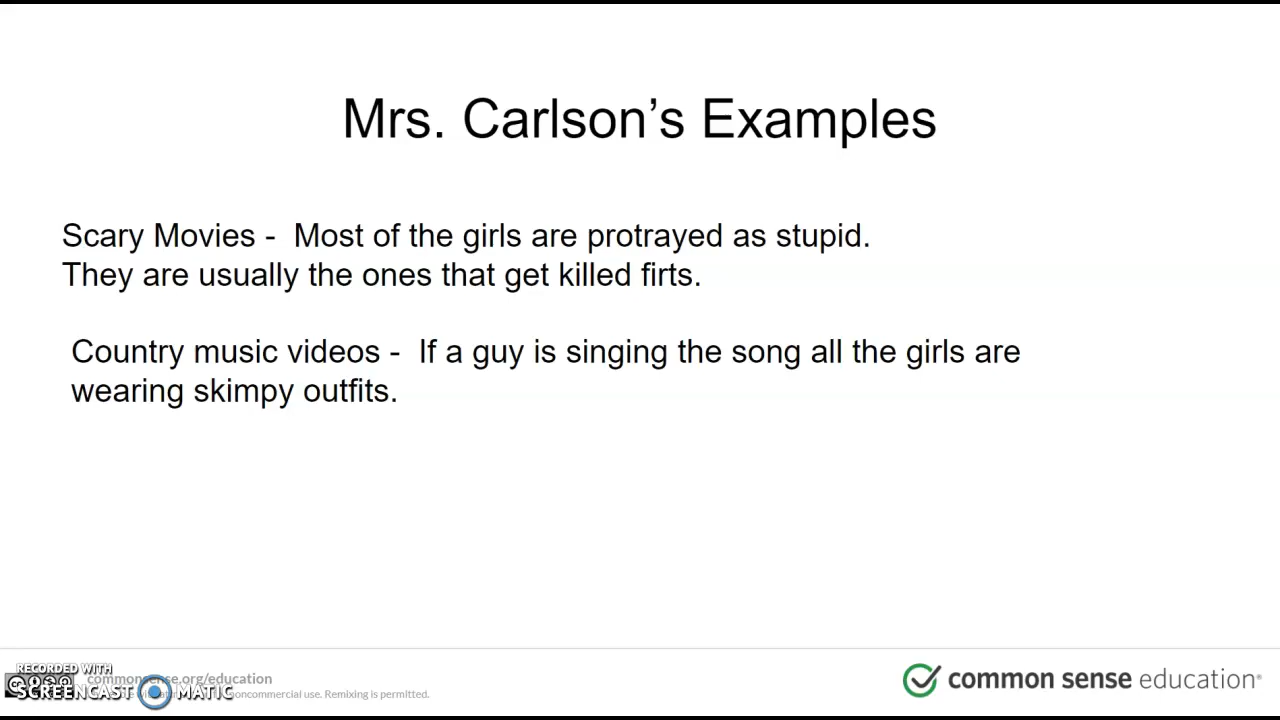 Mrs. Carlson’s Examples
Scary Movies - Most of the girls are protrayed as stupid.
They are usually the ones that get killed firts.
Country music videos - If a guy is singing the song all the girls are
wearing skimpy outfits.
RECORDED WITH
SCREENCAST MATIC
.org/education
noncommercial use. Remixing is permitted.
common sense education®